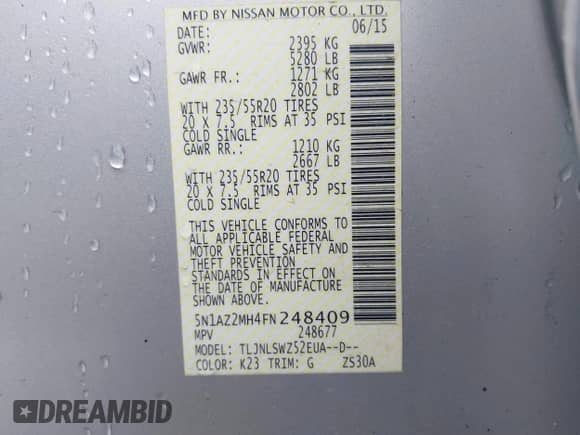 MFD BY NISSAN MOTOR CO., LTD.
DATE: 06/15
GVWR: 2395 KG
5280 LB
GAWR FR.: 1271 KG
2802 LB
WITH 235/55R20 TIRES
20 X 7.5 RIMS AT 35 PSI
COLD SINGLE
GAWR RR.: 1210 KG
2667 LB
WITH 235/55R20 TIRES
20 X 7.5 RIMS AT 35 PSI
COLD SINGLE
THIS VEHICLE CONFORMS TO
ALL APPLICABLE FEDERAL
MOTOR VEHICLE SAFETY AND
THEFT PREVENTION
STANDARDS IN EFFECT ON
THE DATE OF MANUFACTURE
SHOWN ABOVE.
5N1AZ2MH4FN248409
MPV 248677
MODEL: TLJNLSWZ52EUA--D--
COLOR: K23 TRIM: G ZS30A
DREAMBID